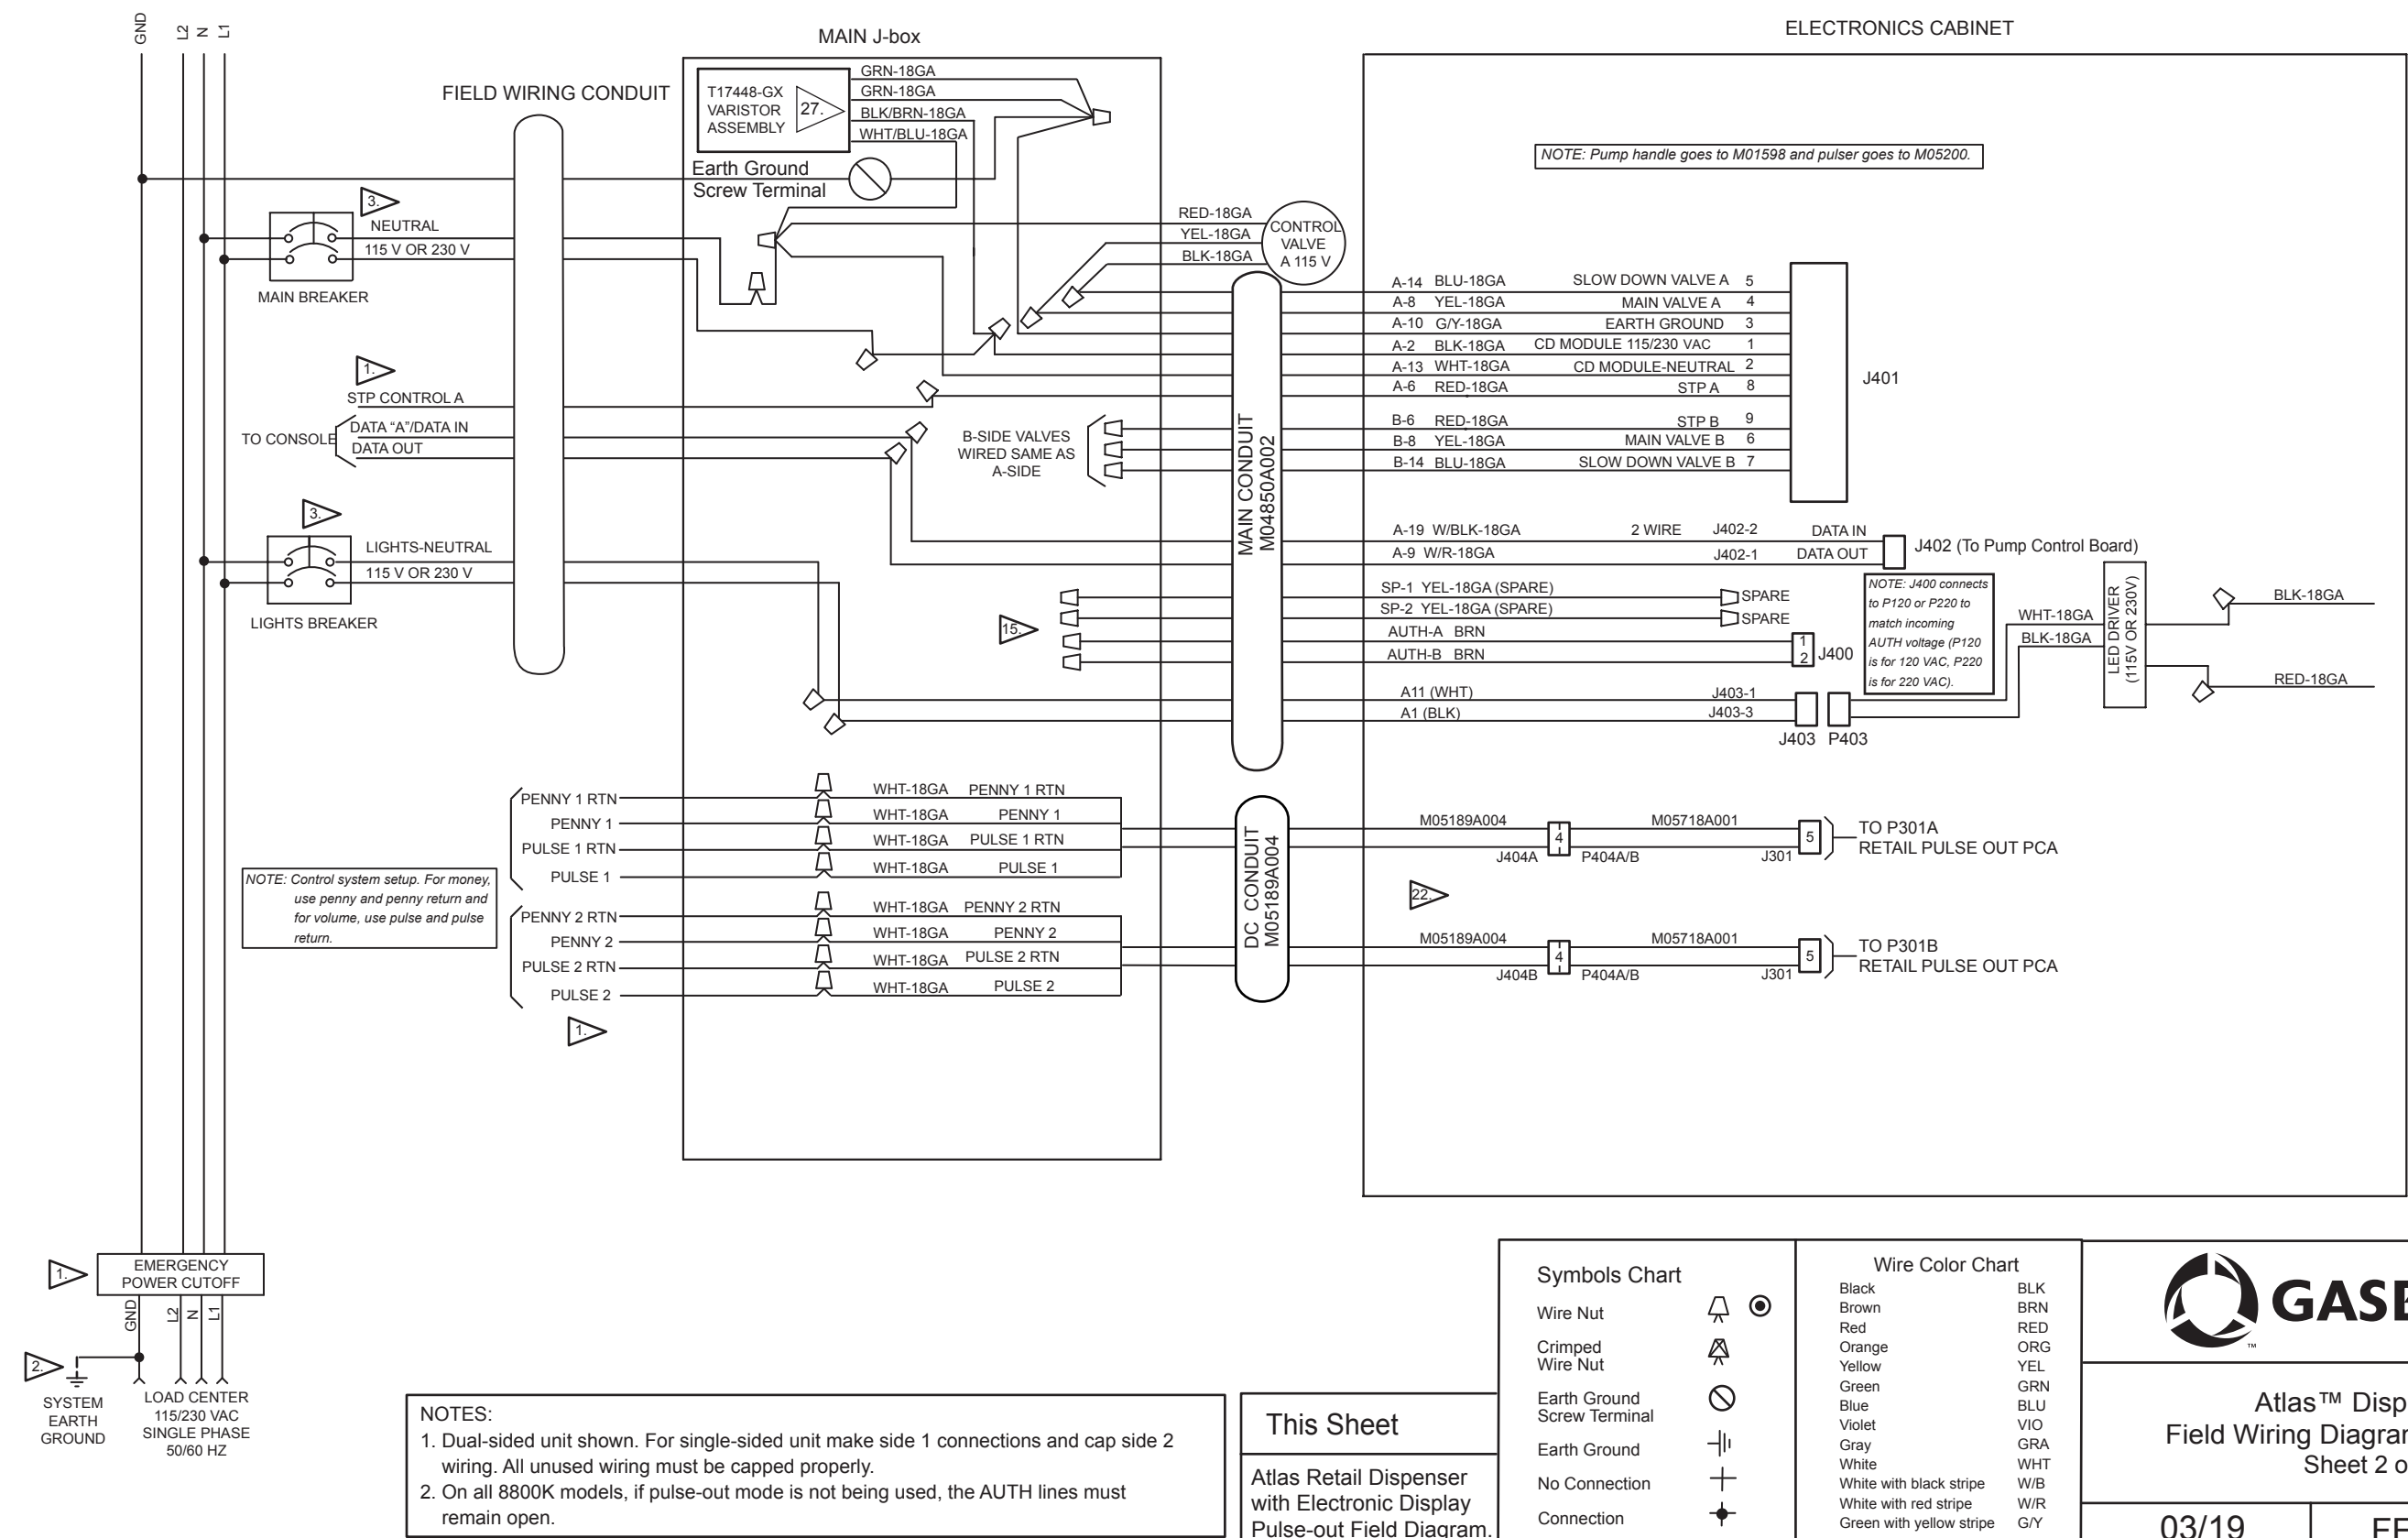 GND
L2
N
L1
MAIN J-box
ELECTRONICS CABINET
FIELD WIRING CONDUIT
T17448-GX
VARISTOR
ASSEMBLY
27.
GRN-18GA
GRN-18GA
BLK/BRN-18GA
WHT/BLU-18GA
Earth Ground
Screw Terminal
NOTE: Pump handle goes to M01598 and pulser goes to M05200.
3.
NEUTRAL
115 V OR 230 V
MAIN BREAKER
RED-18GA
YEL-18GA
BLK-18GA
CONTROL
VALVE
A 115 V
A-14 BLU-18GA SLOW DOWN VALVE A 5
A-8 YEL-18GA MAIN VALVE A 4
A-10 G/Y-18GA EARTH GROUND 3
A-2 BLK-18GA CD MODULE 115/230 VAC 1
A-13 WHT-18GA CD MODULE-NEUTRAL 2
A-6 RED-18GA STP A 8
B-6 RED-18GA STP B 9
B-8 YEL-18GA MAIN VALVE B 6
B-14 BLU-18GA SLOW DOWN VALVE B 7
J401
1.
STP CONTROL A
TO CONSOLE
DATA “A”/DATA IN
DATA OUT
B-SIDE VALVES
WIRED SAME AS
A-SIDE
MAIN CONDUIT
M04850A002
3.
LIGHTS-NEUTRAL
115 V OR 230 V
LIGHTS BREAKER
A-19 W/BLK-18GA 2 WIRE J402-2 DATA IN
A-9 W/R-18GA J402-1 DATA OUT
J402 (To Pump Control Board)
15.
SP-1 YEL-18GA (SPARE) SPARE
SP-2 YEL-18GA (SPARE) SPARE
AUTH-A BRN 1
AUTH-B BRN 2
J400
NOTE: J400 connects
to P120 or P220 to
match incoming
AUTH voltage (P120
is for 120 VAC, P220
is for 220 VAC).
WHT-18GA
BLK-18GA
LED DRIVER
(115V OR 230V)
BLK-18GA
RED-18GA
A11 (WHT) J403-1
A1 (BLK) J403-3
J403 P403
PENNY 1 RTN WHT-18GA PENNY 1 RTN
PENNY 1 WHT-18GA PENNY 1
PULSE 1 RTN WHT-18GA PULSE 1 RTN
PULSE 1 WHT-18GA PULSE 1
PENNY 2 RTN WHT-18GA PENNY 2 RTN
PENNY 2 WHT-18GA PENNY 2
PULSE 2 RTN WHT-18GA PULSE 2 RTN
PULSE 2 WHT-18GA PULSE 2
1.
NOTE: Control system setup. For money,
use penny and penny return and
for volume, use pulse and pulse
return.
DC CONDUIT
M05189A004
M05189A004 4 M05718A001 5
J404A P404A/B J301
TO P301A
RETAIL PULSE OUT PCA
22.
M05189A004 4 M05718A001 5
J404B P404A/B J301
TO P301B
RETAIL PULSE OUT PCA
1.
EMERGENCY
POWER CUTOFF
GND
L2
N
L1
2.
SYSTEM
EARTH
GROUND
LOAD CENTER
115/230 VAC
SINGLE PHASE
50/60 HZ
NOTES:
1. Dual-sided unit shown. For single-sided unit make side 1 connections and cap side 2
wiring. All unused wiring must be capped properly.
2. On all 8800K models, if pulse-out mode is not being used, the AUTH lines must
remain open.
This Sheet
Atlas Retail Dispenser
with Electronic Display
Pulse-out Field Diagram.
Symbols Chart
Wire Nut
Crimped
Wire Nut
Earth Ground
Screw Terminal
Earth Ground
No Connection
Connection
Wire Color Chart
Black BLK
Brown BRN
Red RED
Orange ORG
Yellow YEL
Green GRN
Blue BLU
Violet VIO
Gray GRA
White WHT
White with black stripe W/B
White with red stripe W/R
Green with yellow stripe G/Y
™
Atlas™
Field Wiring
Sheet 2
03/19